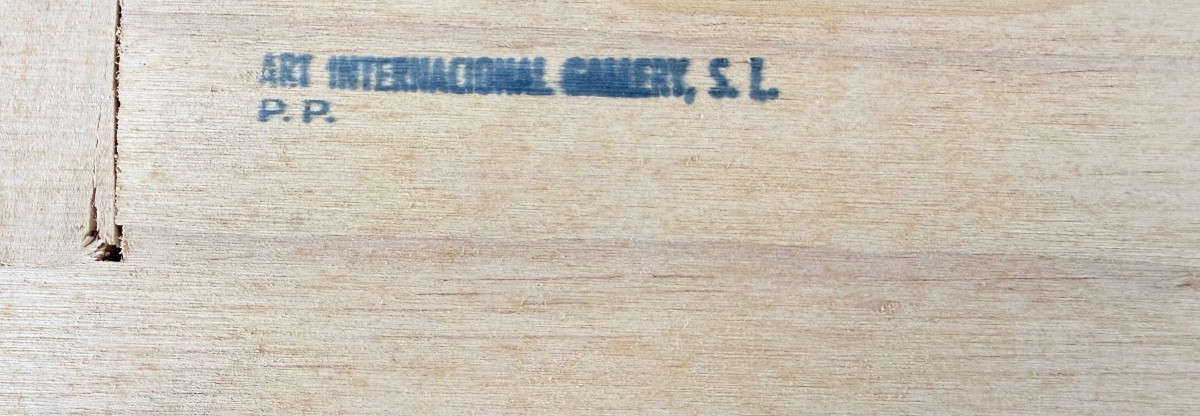 ART INTERNACIONAL GALLERY, S. L.
P. P.